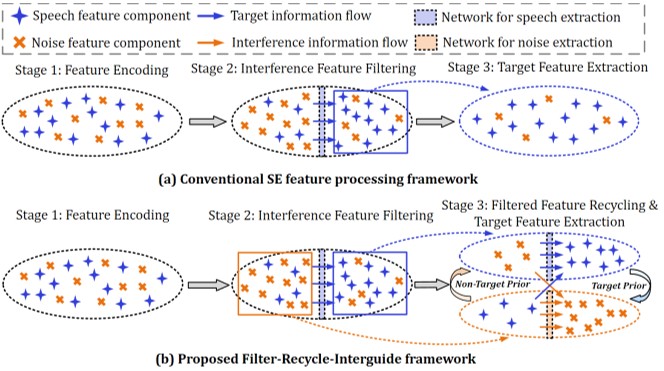 Speech feature component
Target information flow
Network for speech extraction
Noise feature component
Interference information flow
Network for noise extraction
Stage 1: Feature Encoding
Stage 2: Interference Feature Filtering
Stage 3: Target Feature Extraction
(a) Conventional SE feature processing framework
Stage 1: Feature Encoding
Stage 2: Interference Feature Filtering
Stage 3: Filtered Feature Recycling &
Target Feature Extraction
Non-Target Prior
Target Prior
(b) Proposed Filter-Recycle-Interguide framework